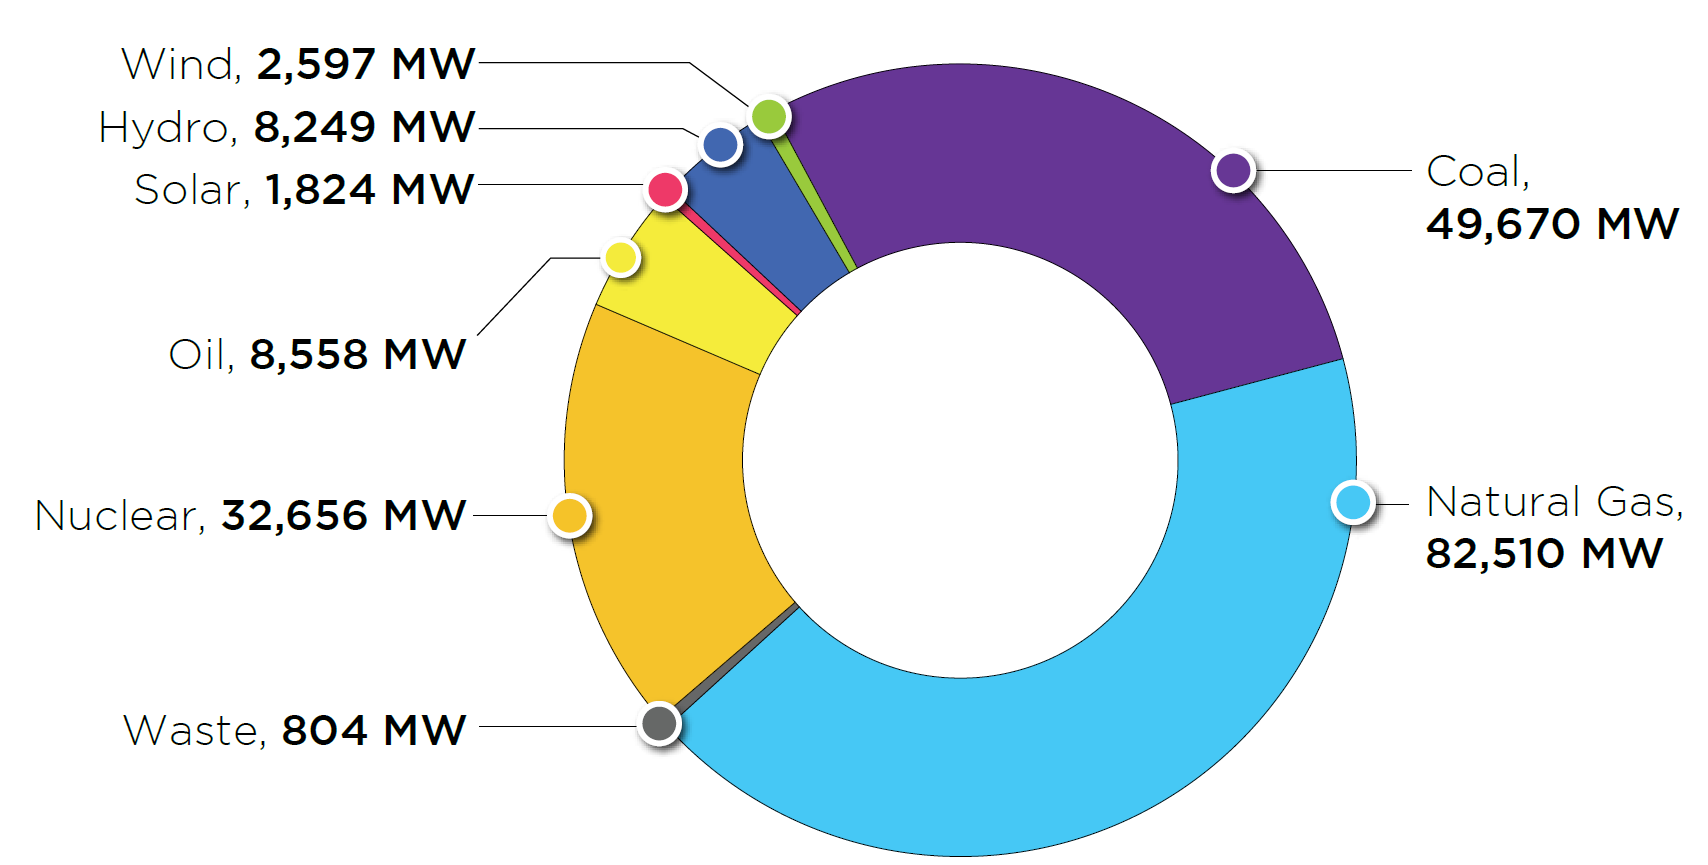 Wind, 2,597 MW
Hydro, 8,249 MW
Solar, 1,824 MW
Oil, 8,558 MW
Nuclear, 32,656 MW
Waste, 804 MW
Coal,
49,670 MW
Natural Gas,
82,510 MW